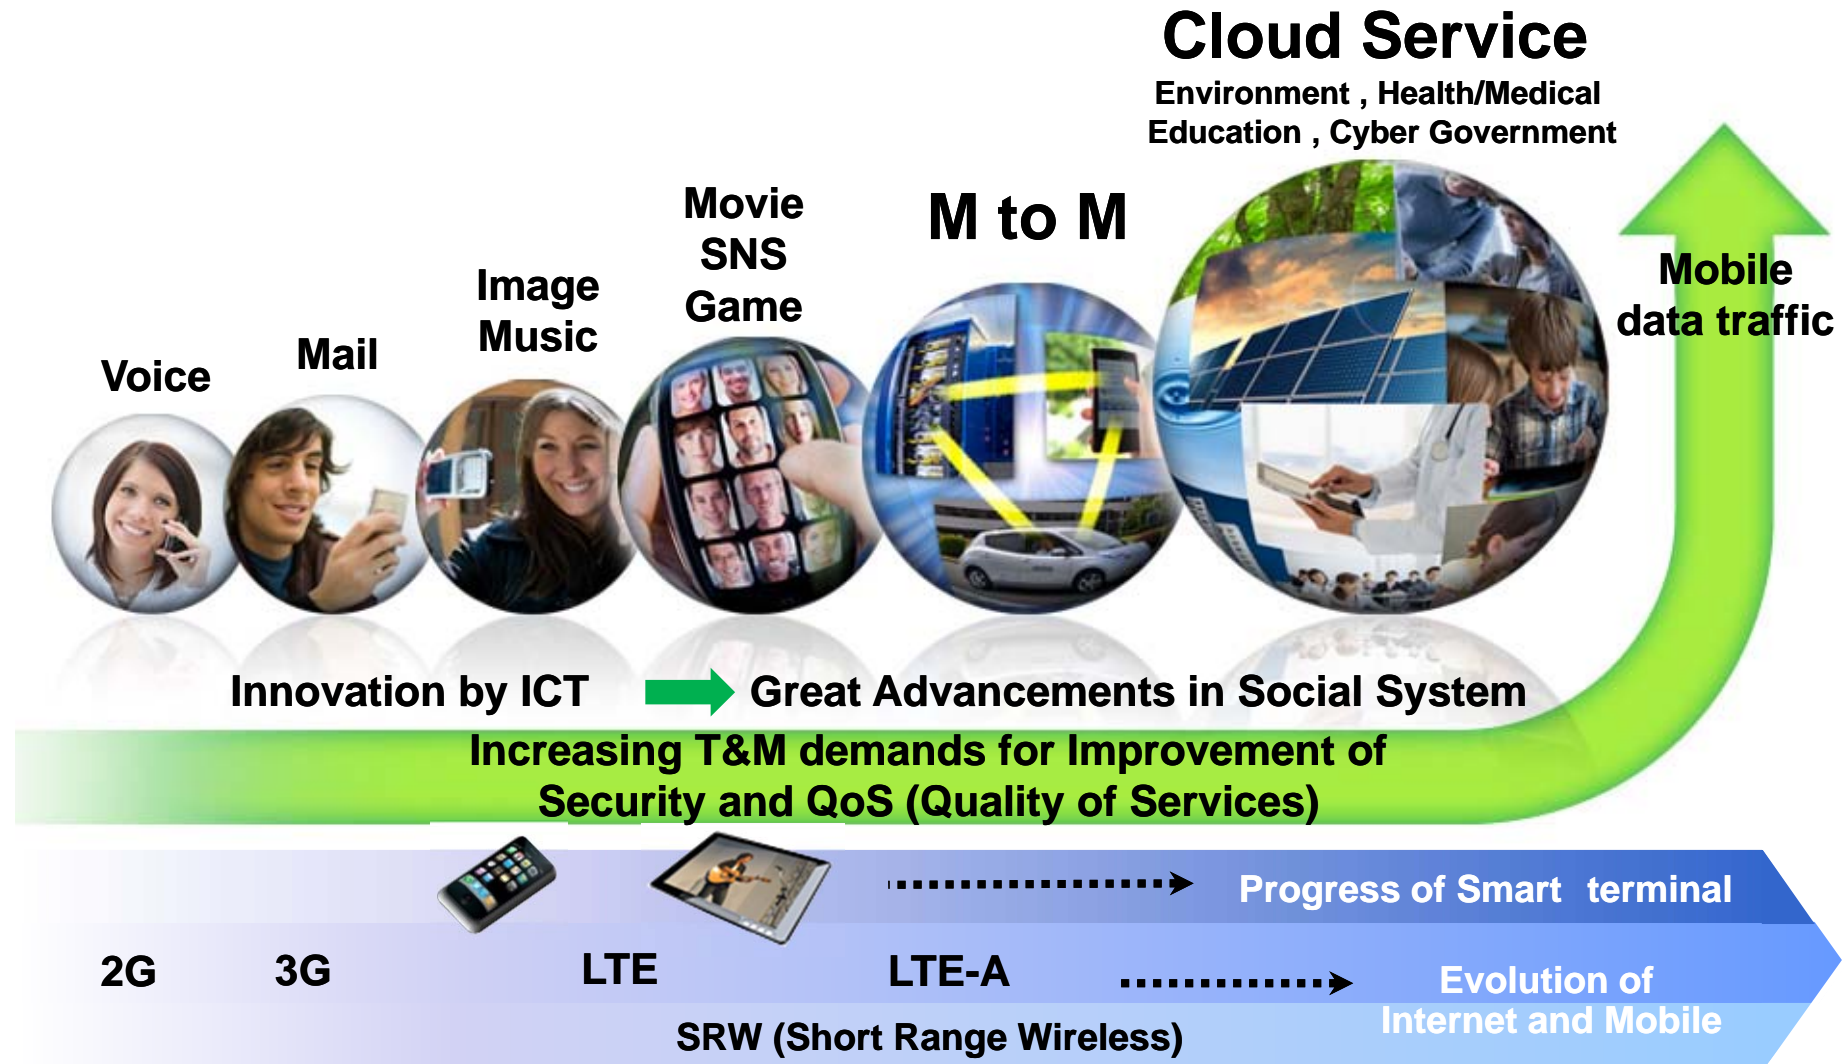 Cloud Service
Environment , Health/Medical
Education , Cyber Government
M to M
Movie
SNS
Game
Image
Music
Mail
Voice
Mobile
data traffic
Innovation by ICT
Great Advancements in Social System
Increasing T&M demands for Improvement of
Security and QoS (Quality of Services)
Progress of Smart terminal
2G
3G
LTE
LTE-A
Evolution of
Internet and Mobile
SRW (Short Range Wireless)